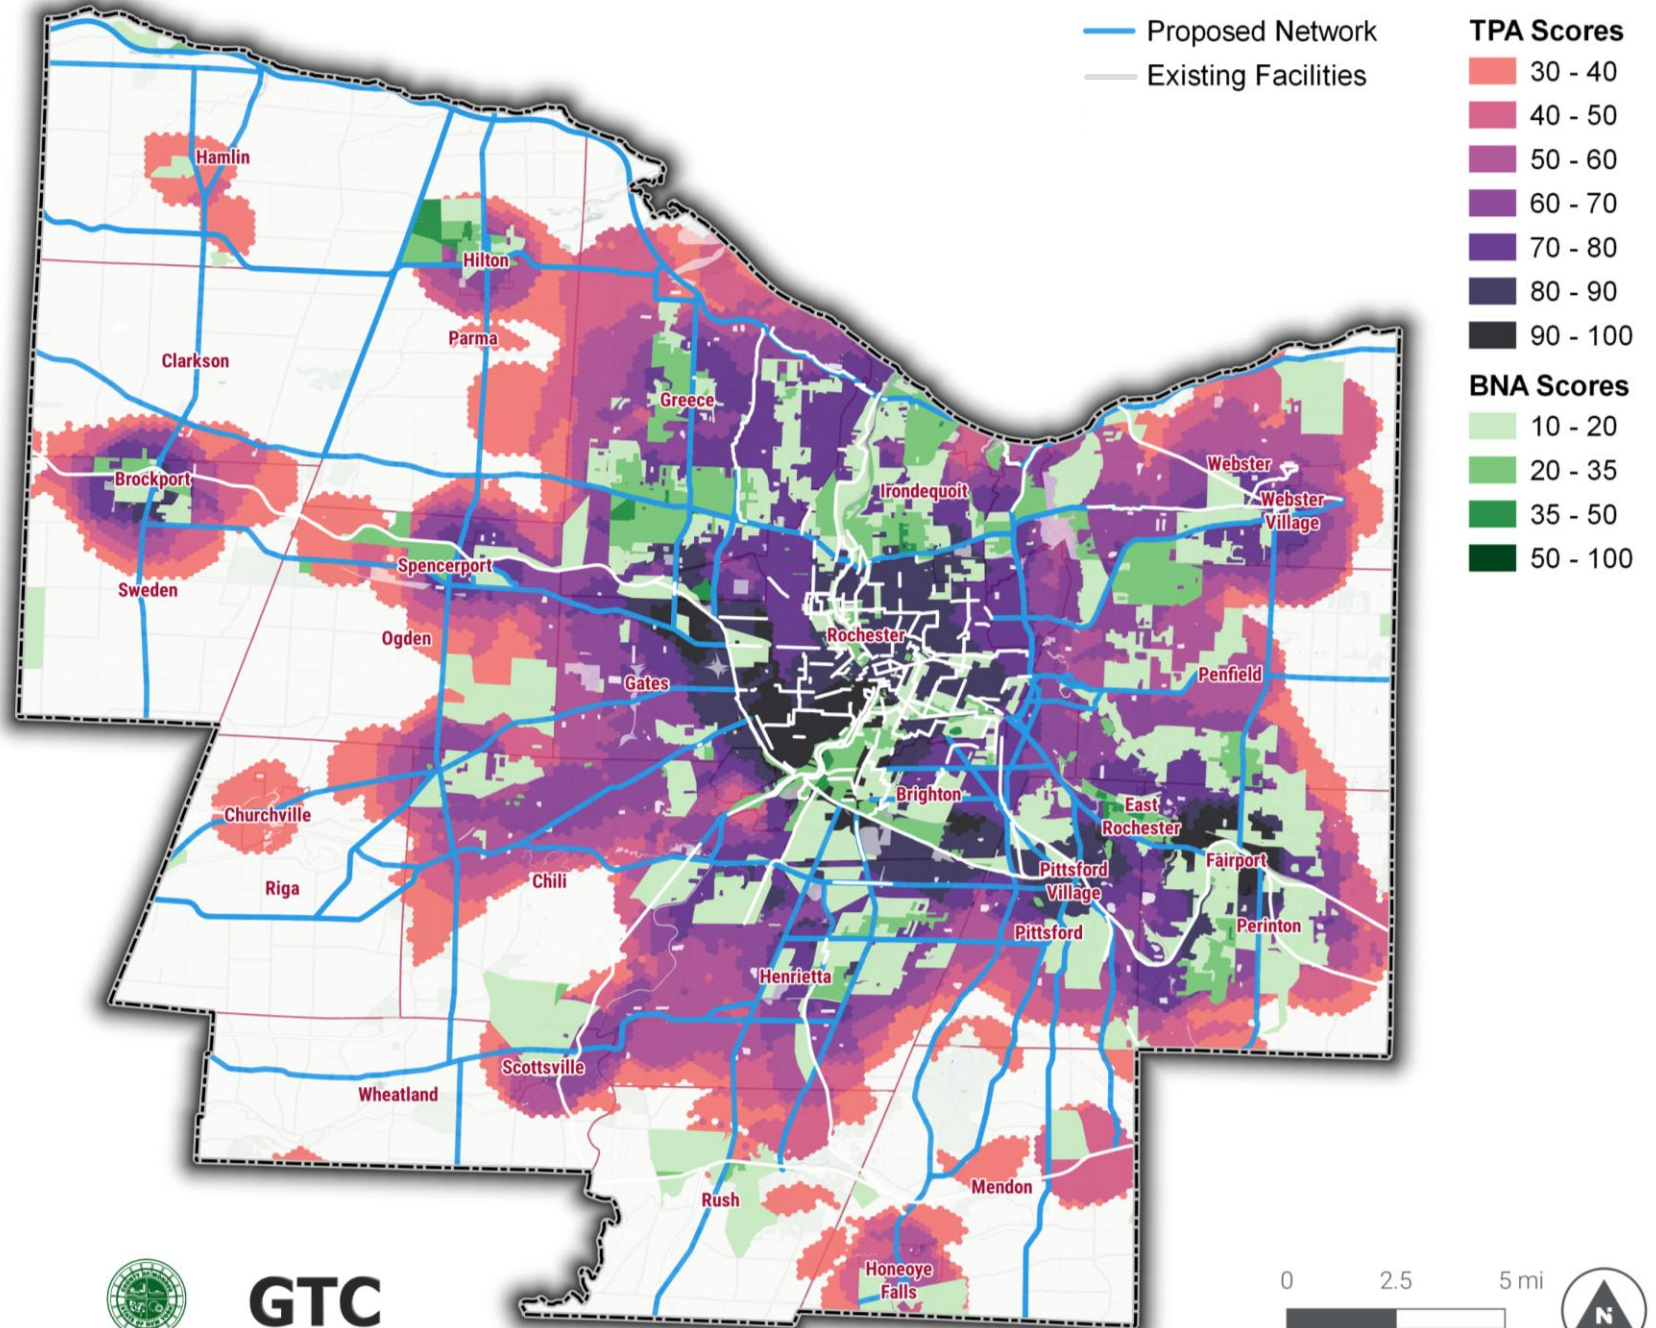 Proposed Network
Existing Facilities
TPA Scores
30 - 40
40 - 50
50 - 60
60 - 70
70 - 80
80 - 90
90 - 100
BNA Scores
10 - 20
20 - 35
35 - 50
50 - 100
Hamlin
Hilton
Parma
Clarkson
Greece
Brockport
Irondequoit
Webster
Webster
Village
Spencerport
Sweden
Ogden
Rochester
Gates
Penfield
Churchville
Brighton
East
Rochester
Fairport
Riga
Chili
Pittsford
Village
Pittsford
Perinton
Henrietta
Scottsville
Wheatland
Rush
Mendon
Honeoye
Falls
GTC
0 2.5 5 mi
N